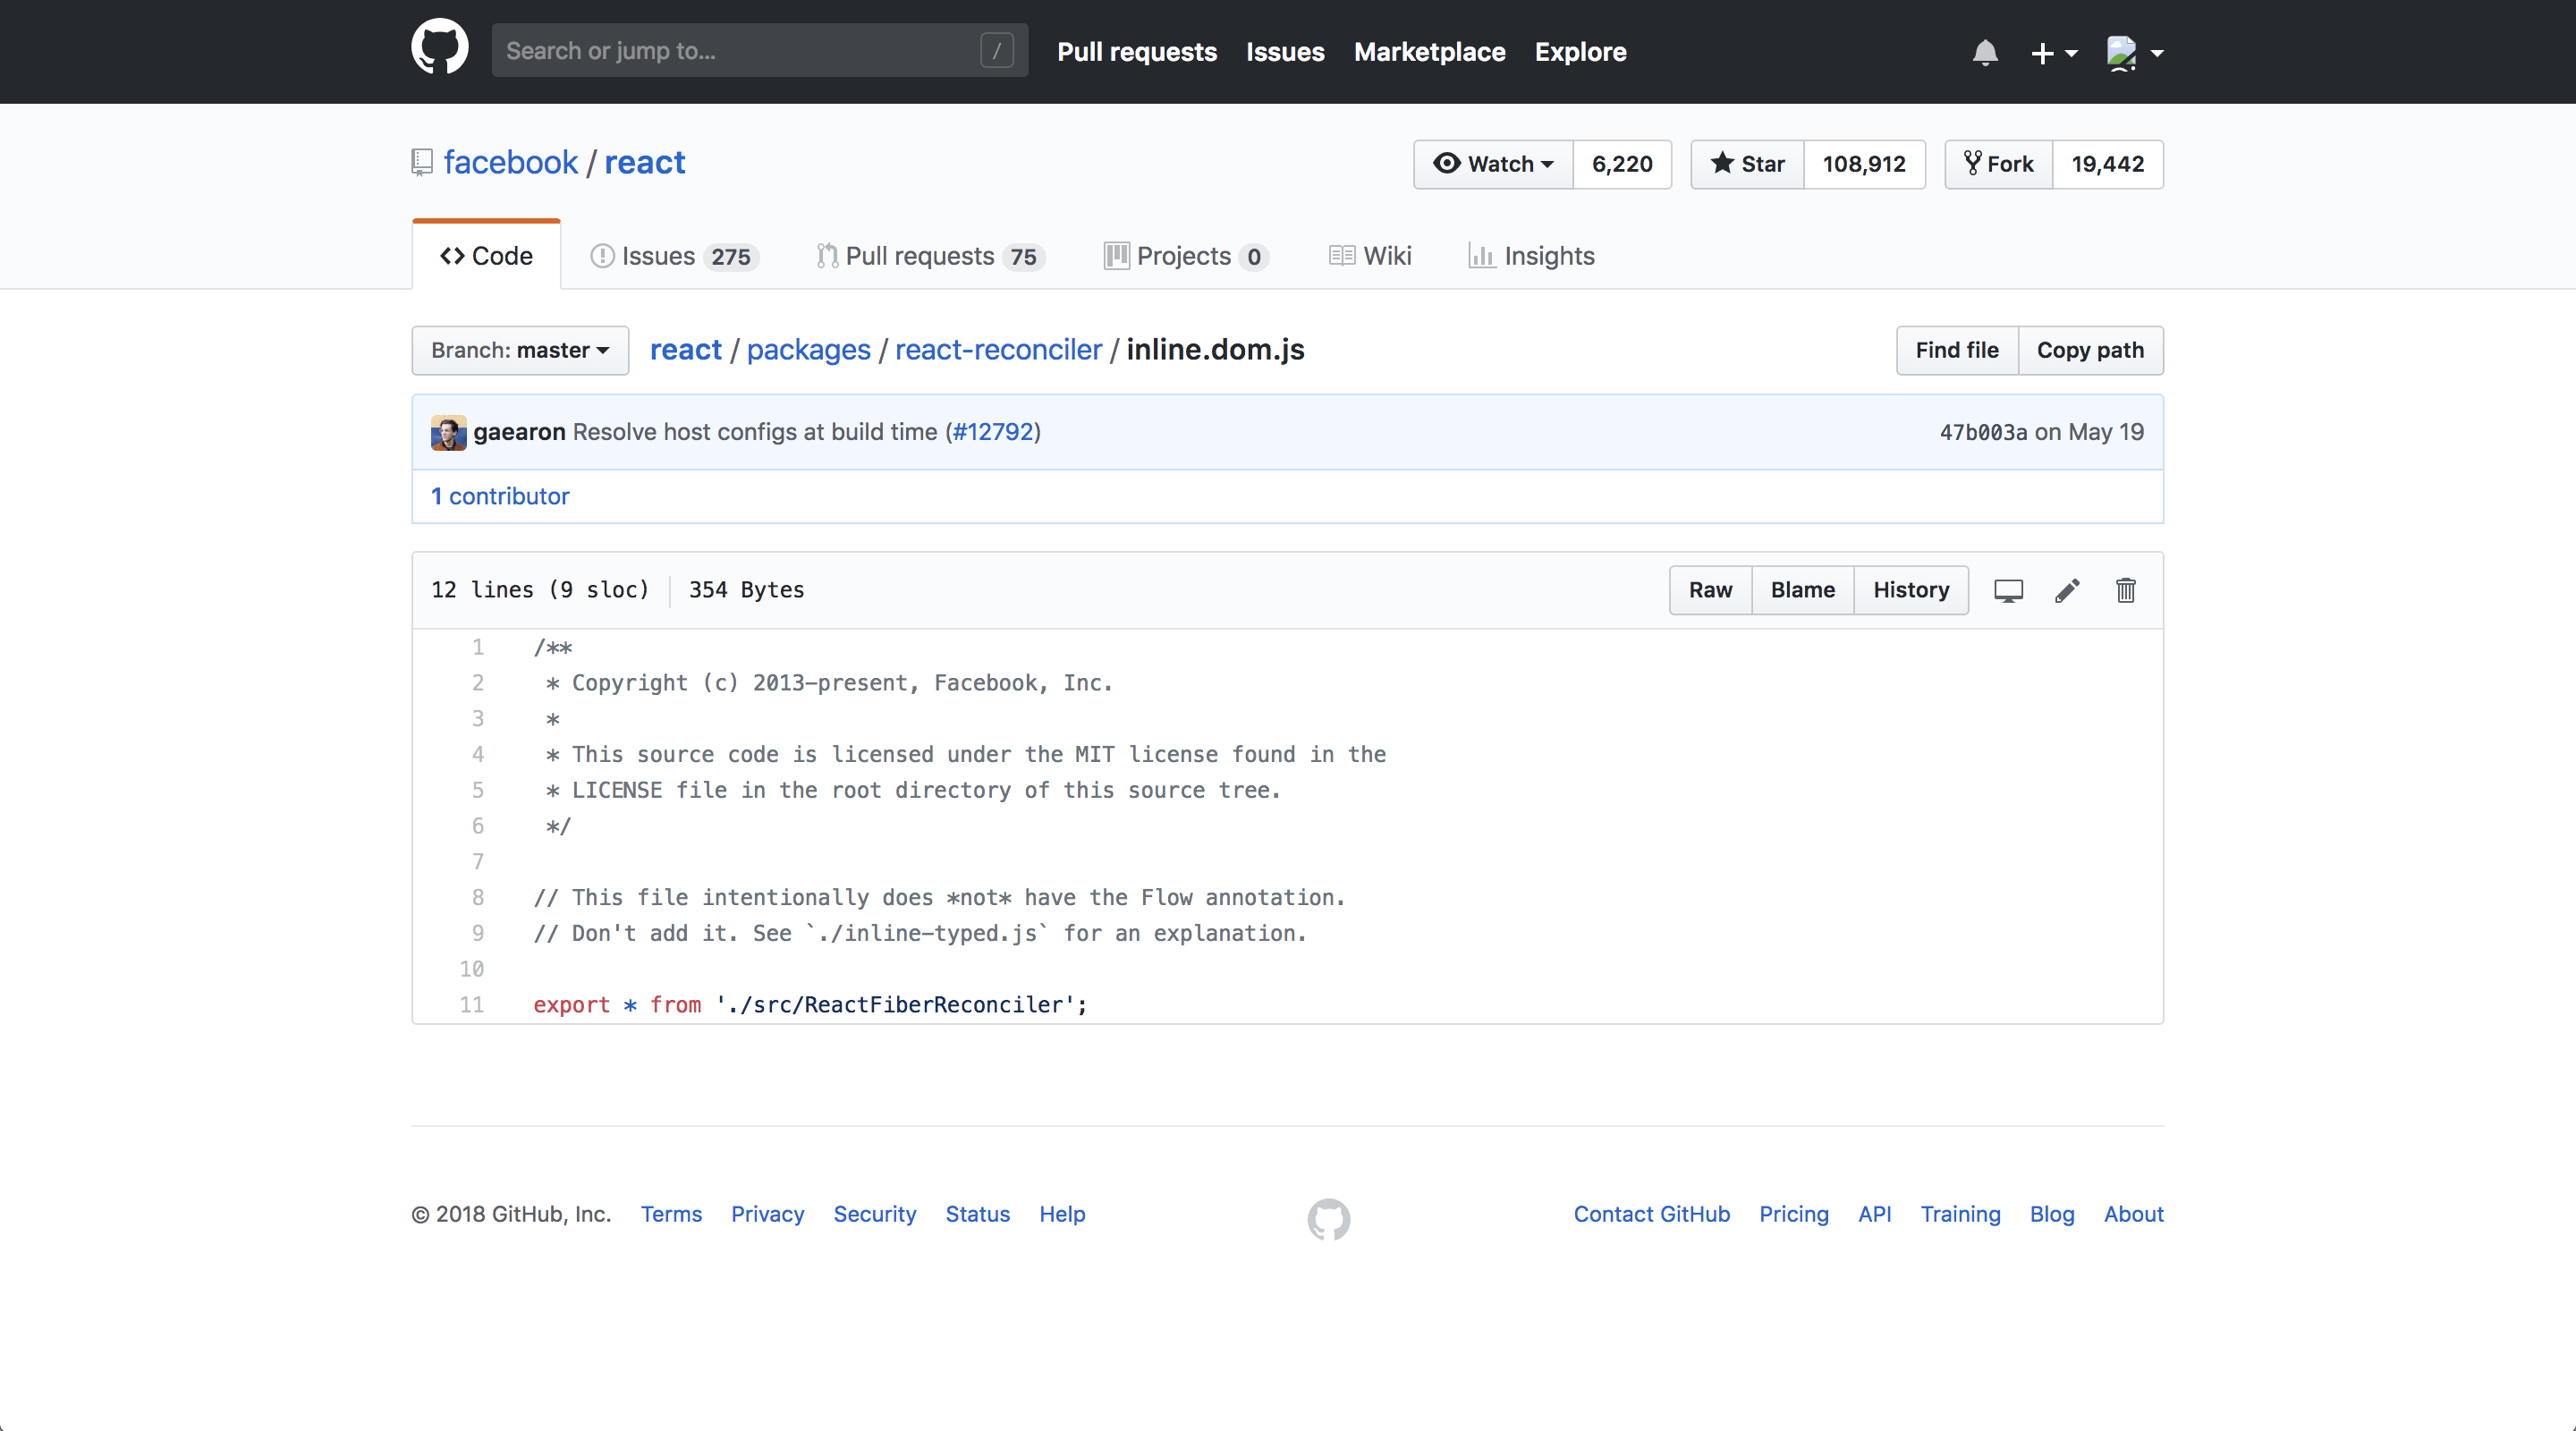 Search or jump to... /
Pull requests Issues Marketplace Explore
facebook / react
Watch 6,220 Star 108,912 Fork 19,442
Code Issues 275 Pull requests 75 Projects 0 Wiki Insights
Branch: master react / packages / react-reconciler / inline.dom.js Find file Copy path
gaearon Resolve host configs at build time (#12792) 47b003a on May 19
1 contributor
12 lines (9 sloc) 354 Bytes Raw Blame History
1 /**
2 * Copyright (c) 2013-present, Facebook, Inc.
3 *
4 * This source code is licensed under the MIT license found in the
5 * LICENSE file in the root directory of this source tree.
6 */
7
8 // This file intentionally does *not* have the Flow annotation.
9 // Don't add it. See `./inline-typed.js` for an explanation.
10
11 export * from './src/ReactFiberReconciler';
© 2018 GitHub, Inc. Terms Privacy Security Status Help Contact GitHub Pricing API Training Blog About